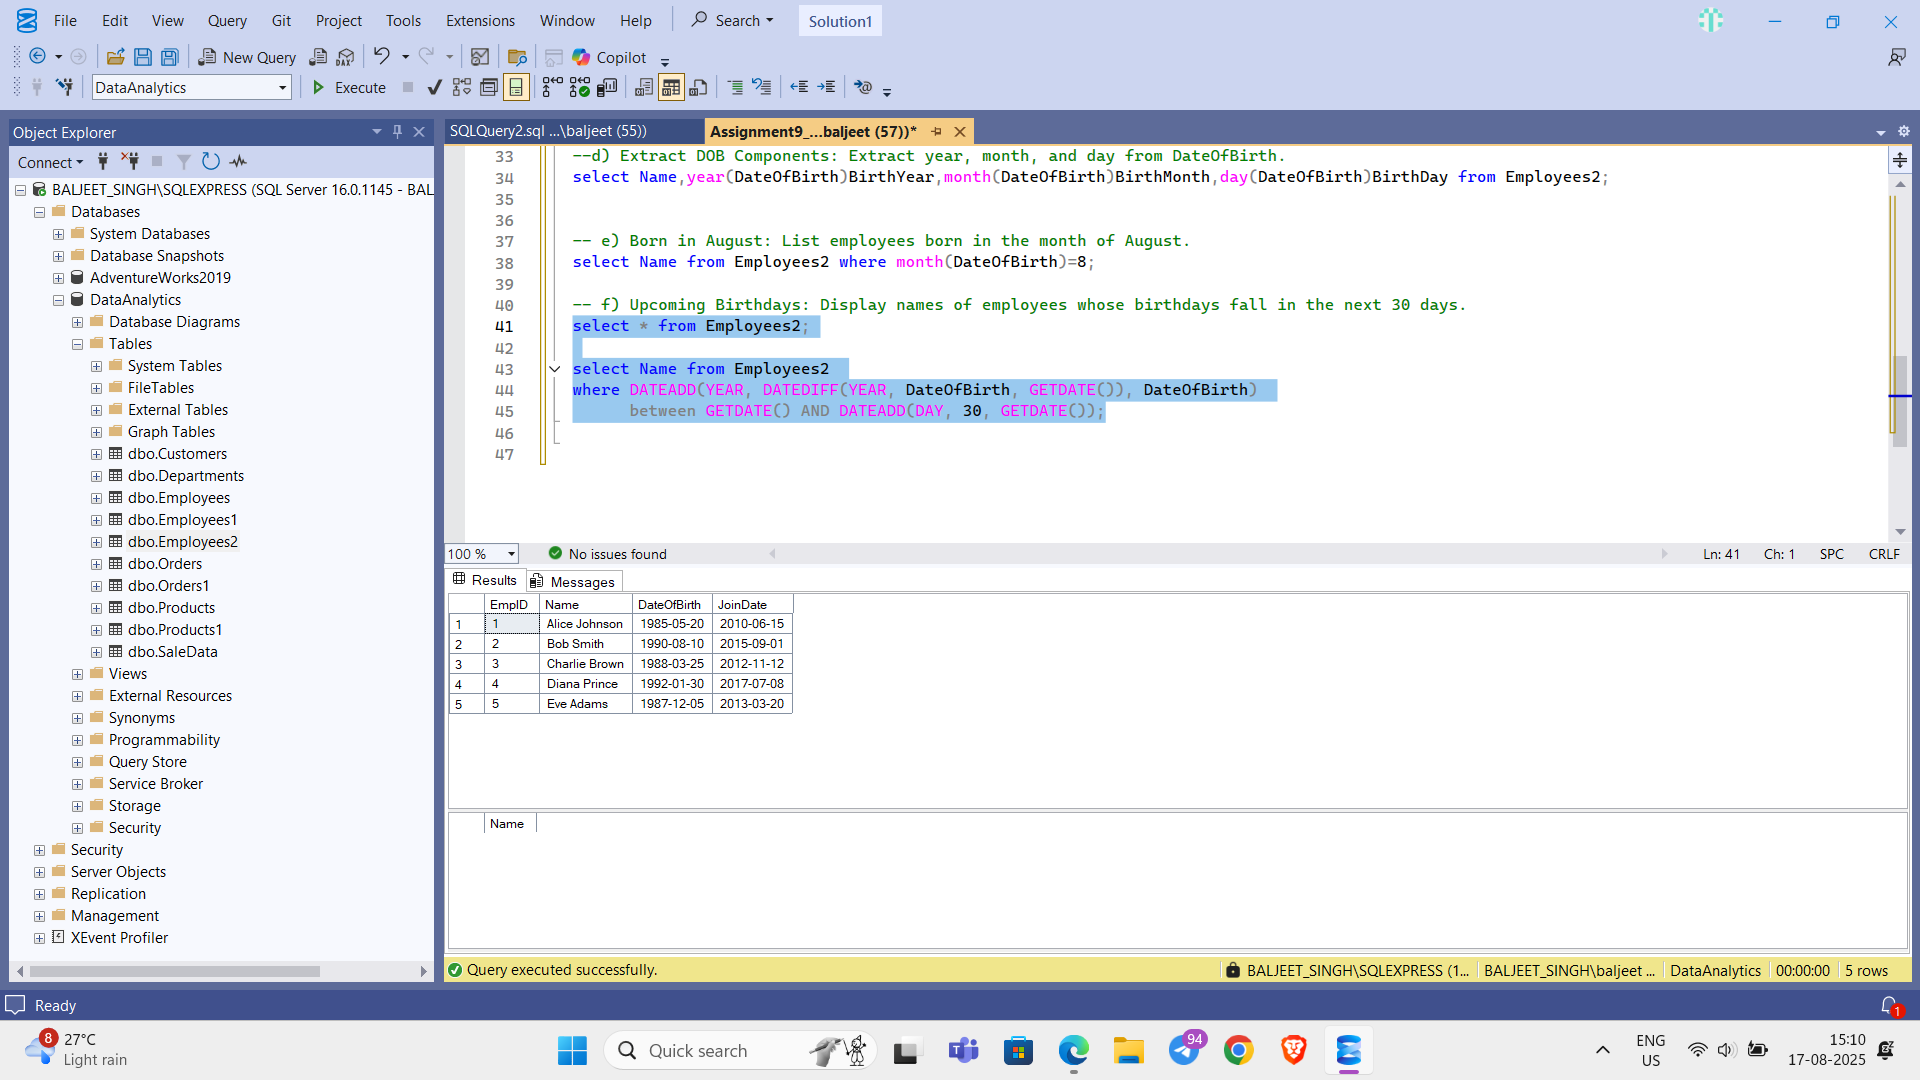 File Edit View Query Git Project Tools Extensions Window Help Search Solution1
New Query DAX Copilot
DataAnalytics Execute
Object Explorer
Connect
BALJEET_SINGH\SQLEXPRESS (SQL Server 16.0.1145 - BAL
Databases
System Databases
Database Snapshots
AdventureWorks2019
DataAnalytics
Database Diagrams
Tables
System Tables
FileTables
External Tables
Graph Tables
dbo.Customers
dbo.Departments
dbo.Employees
dbo.Employees1
dbo.Employees2
dbo.Orders
dbo.Orders1
dbo.Products
dbo.Products1
dbo.SaleData
Views
External Resources
Synonyms
Programmability
Query Store
Service Broker
Storage
Security
Security
Server Objects
Replication
Management
XEvent Profiler
SQLQuery2.sql ...\baljeet (55)) Assignment9_...baljeet (57))*
33 --d) Extract DOB Components: Extract year, month, and day from DateOfBirth.
34 select Name,year(DateOfBirth)BirthYear,month(DateOfBirth)BirthMonth,day(DateOfBirth)BirthDay from Employees2;
35
36
37 -- e) Born in August: List employees born in the month of August.
38 select Name from Employees2 where month(DateOfBirth)=8;
39
40 -- f) Upcoming Birthdays: Display names of employees whose birthdays fall in the next 30 days.
41 select * from Employees2;
42
43 select Name from Employees2
44 where DATEADD(YEAR, DATEDIFF(YEAR, DateOfBirth, GETDATE()), DateOfBirth)
45 between GETDATE() AND DATEADD(DAY, 30, GETDATE());
46
47
100 % No issues found Ln: 41 Ch: 1 SPC CRLF
Results Messages
EmpID Name DateOfBirth JoinDate
1 1 Alice Johnson 1985-05-20 2010-06-15
2 2 Bob Smith 1990-08-10 2015-09-01
3 3 Charlie Brown 1988-03-25 2012-11-12
4 4 Diana Prince 1992-01-30 2017-07-08
5 5 Eve Adams 1987-12-05 2013-03-20
Name
Query executed successfully. BALJEET_SINGH\SQLEXPRESS (1... BALJEET_SINGH\baljeet ... DataAnalytics 00:00:00 5 rows
Ready 1
8 27°C
Light rain
Quick search
94
ENG
US
15:10
17-08-2025